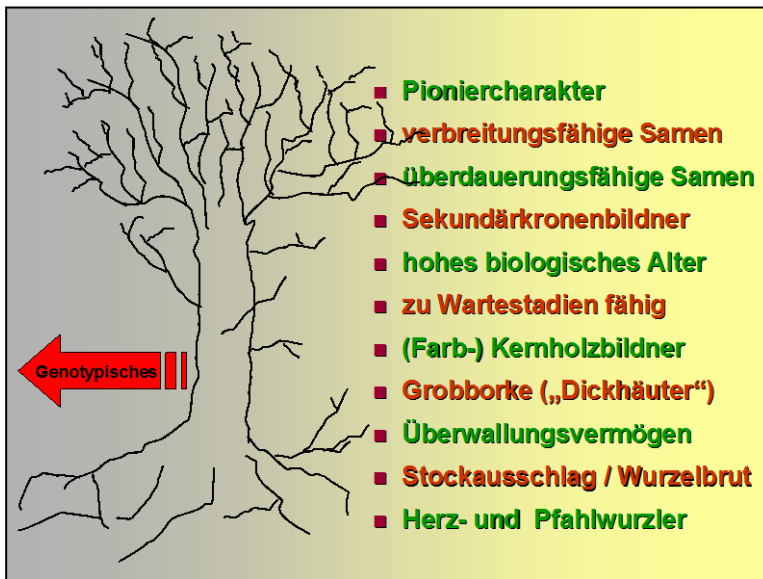 Pioniercharakter
verbreitungsfähige Samen
überdauerungsfähige Samen
Sekundärkronenbildner
hohes biologisches Alter
zu Wartestadien fähig
(Farb-) Kernholzbildner
Genotypisches
Grobborke („Dickhäuter“)
Überwallungsvermögen
Stockausschlag / Wurzelbrut
Herz- und Pfahlwurzler